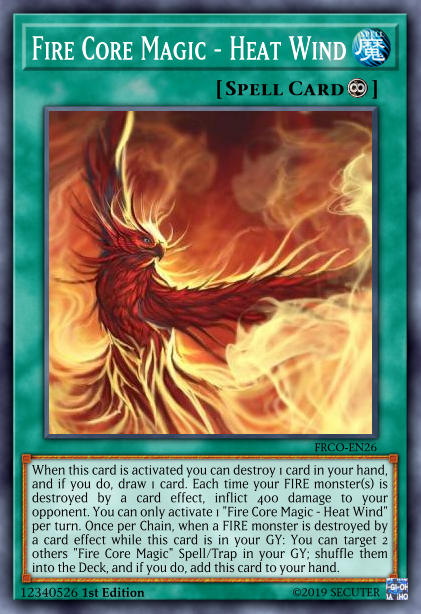 FIRE CORE MAGIC - HEAT WIND
魔
[SPELL CARD ]
FRCO-EN26
When this card is activated you can destroy 1 card in your hand,
and if you do, draw 1 card. Each time your FIRE monster(s) is
destroyed by a card effect, inflict 400 damage to your
opponent. You can only activate 1 "Fire Core Magic - Heat Wind"
per turn. Once per Chain, when a FIRE monster is destroyed by
a card effect while this card is in your GY: You can target 2
others "Fire Core Magic" Spell/Trap in your GY; shuffle them
into the Deck, and if you do, add this card to your hand.
12340526 1st Edition
©2019 SECUTER